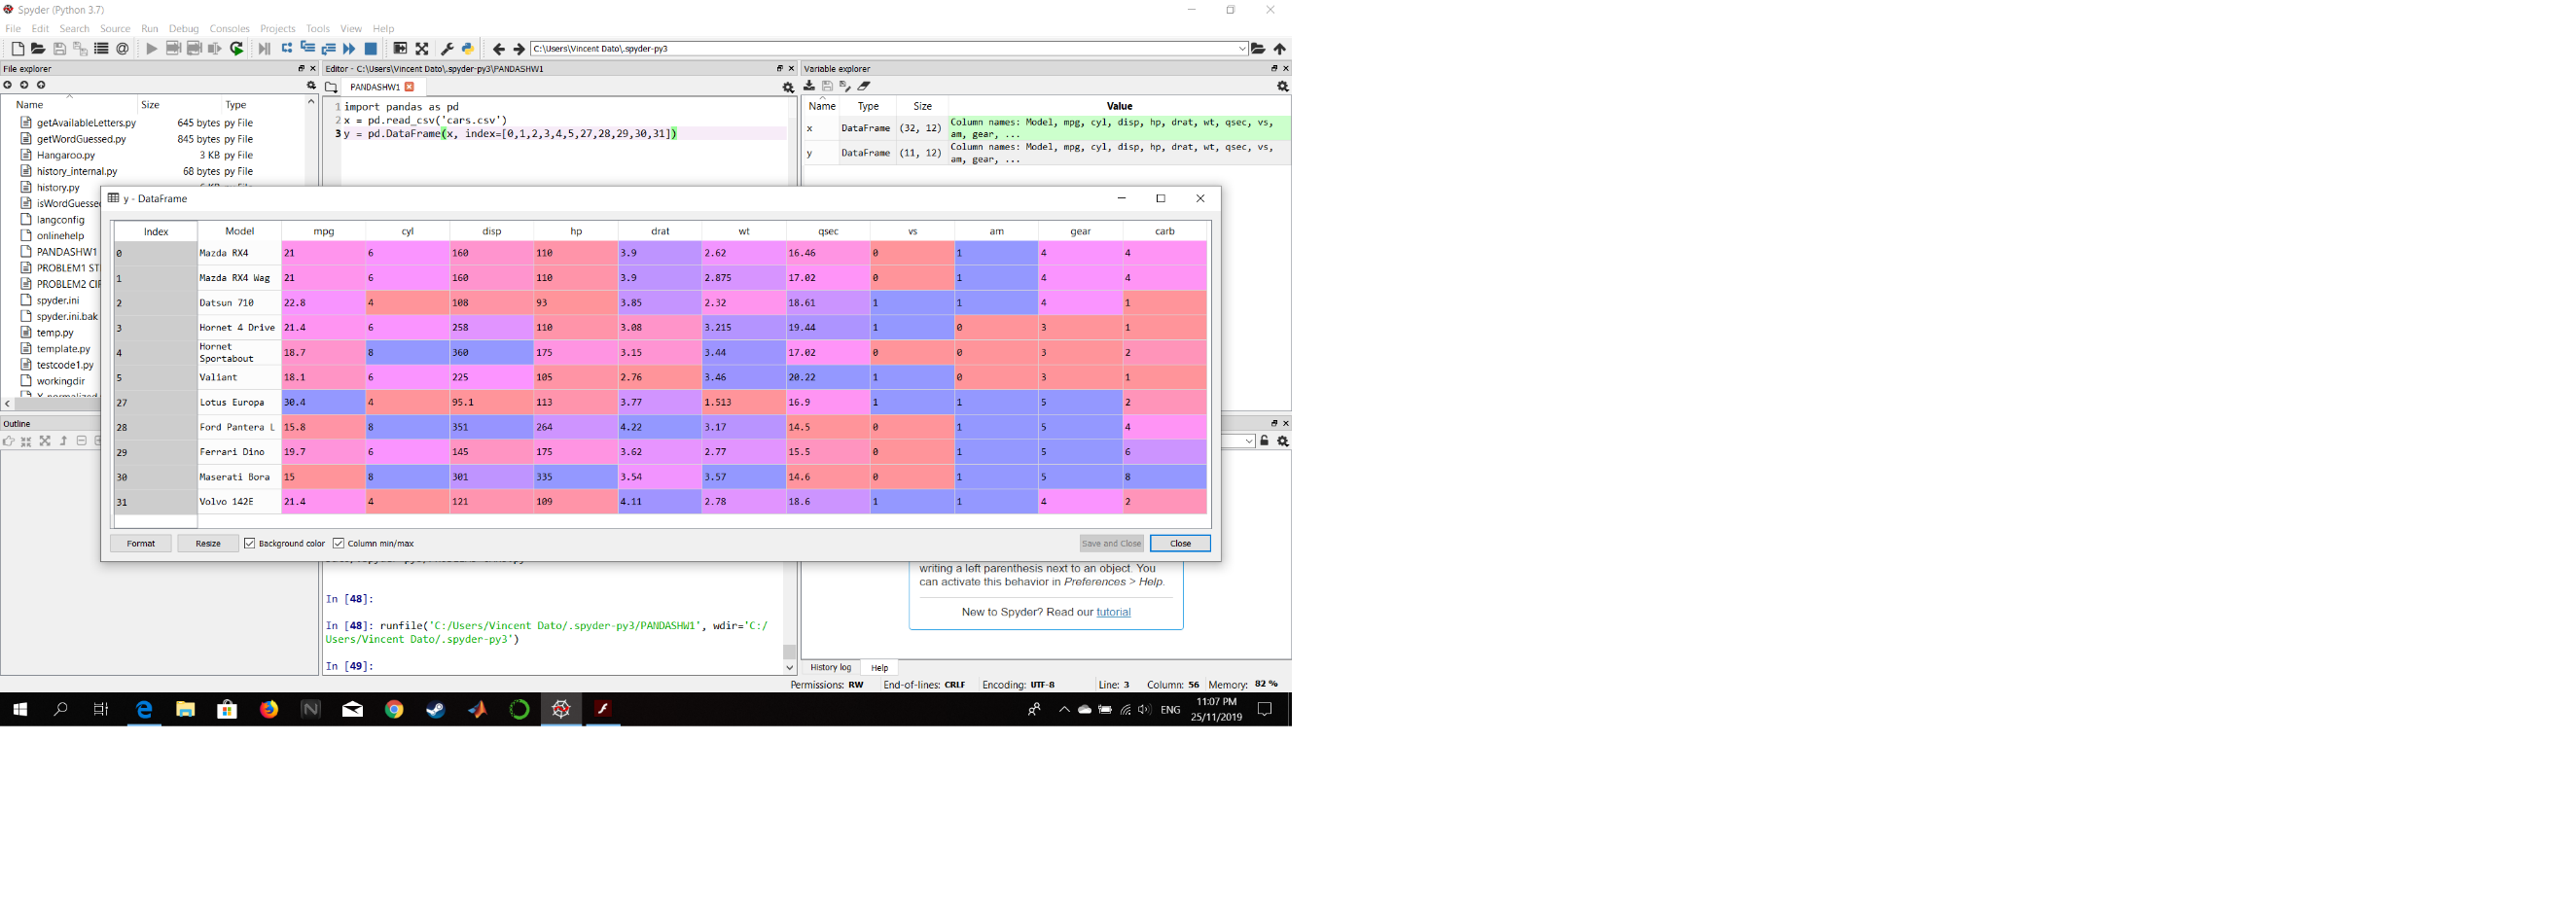 Spyder (Python 3.7)
File Edit Search Source Run Debug Consoles Projects Tools View Help
C:\Users\Vincent Dato\.spyder-py3
File explorer
Name Size Type
getAvailableLetters.py 645 bytes py File
getWordGuessed.py 845 bytes py File
Hangaroo.py 3 KB py File
history_internal.py 68 bytes py File
history.py
isWordGuesse
langconfig
onlinehelp
PANDASHW1
PROBLEM1 ST
PROBLEM2 CIF
spyder.ini
spyder.ini.bak
temp.py
template.py
testcode1.py
workingdir
Outline
Editor - C:\Users\Vincent Dato\.spyder-py3\PANDASHW1
PANDASHW1
1 import pandas as pd
2 x = pd.read_csv('cars.csv')
3 y = pd.DataFrame(x, index=[0,1,2,3,4,5,27,28,29,30,31])
Variable explorer
Name Type Size Value
x DataFrame (32, 12) Column names: Model, mpg, cyl, disp, hp, drat, wt, qsec, vs,
am, gear, ...
y DataFrame (11, 12) Column names: Model, mpg, cyl, disp, hp, drat, wt, qsec, vs,
am, gear, ...
y - DataFrame
Index Model mpg cyl disp hp drat wt qsec vs am gear carb
0 Mazda RX4 21 6 160 110 3.9 2.62 16.46 0 1 4 4
1 Mazda RX4 Wag 21 6 160 110 3.9 2.875 17.02 0 1 4 4
2 Datsun 710 22.8 4 108 93 3.85 2.32 18.61 1 1 4 1
3 Hornet 4 Drive 21.4 6 258 110 3.08 3.215 19.44 1 0 3 1
4 Hornet Sportabout 18.7 8 360 175 3.15 3.44 17.02 0 0 3 2
5 Valiant 18.1 6 225 105 2.76 3.46 20.22 1 0 3 1
27 Lotus Europa 30.4 4 95.1 113 3.77 1.513 16.9 1 1 5 2
28 Ford Pantera L 15.8 8 351 264 4.22 3.17 14.5 0 1 5 4
29 Ferrari Dino 19.7 6 145 175 3.62 2.77 15.5 0 1 5 6
30 Maserati Bora 15 8 301 335 3.54 3.57 14.6 0 1 5 8
31 Volvo 142E 21.4 4 121 109 4.11 2.78 18.6 1 1 4 2
Format Resize Background color Column min/max Save and Close Close
In [48]:
In [48]: runfile('C:/Users/Vincent Dato/.spyder-py3/PANDASHW1', wdir='C:/
Users/Vincent Dato/.spyder-py3')
In [49]:
writing a left parenthesis next to an object. You
can activate this behavior in Preferences > Help.
New to Spyder? Read our tutorial
History log Help
Permissions: RW End-of-lines: CRLF Encoding: UTF-8 Line: 3 Column: 56 Memory: 82 %
ENG
11:07 PM
25/11/2019